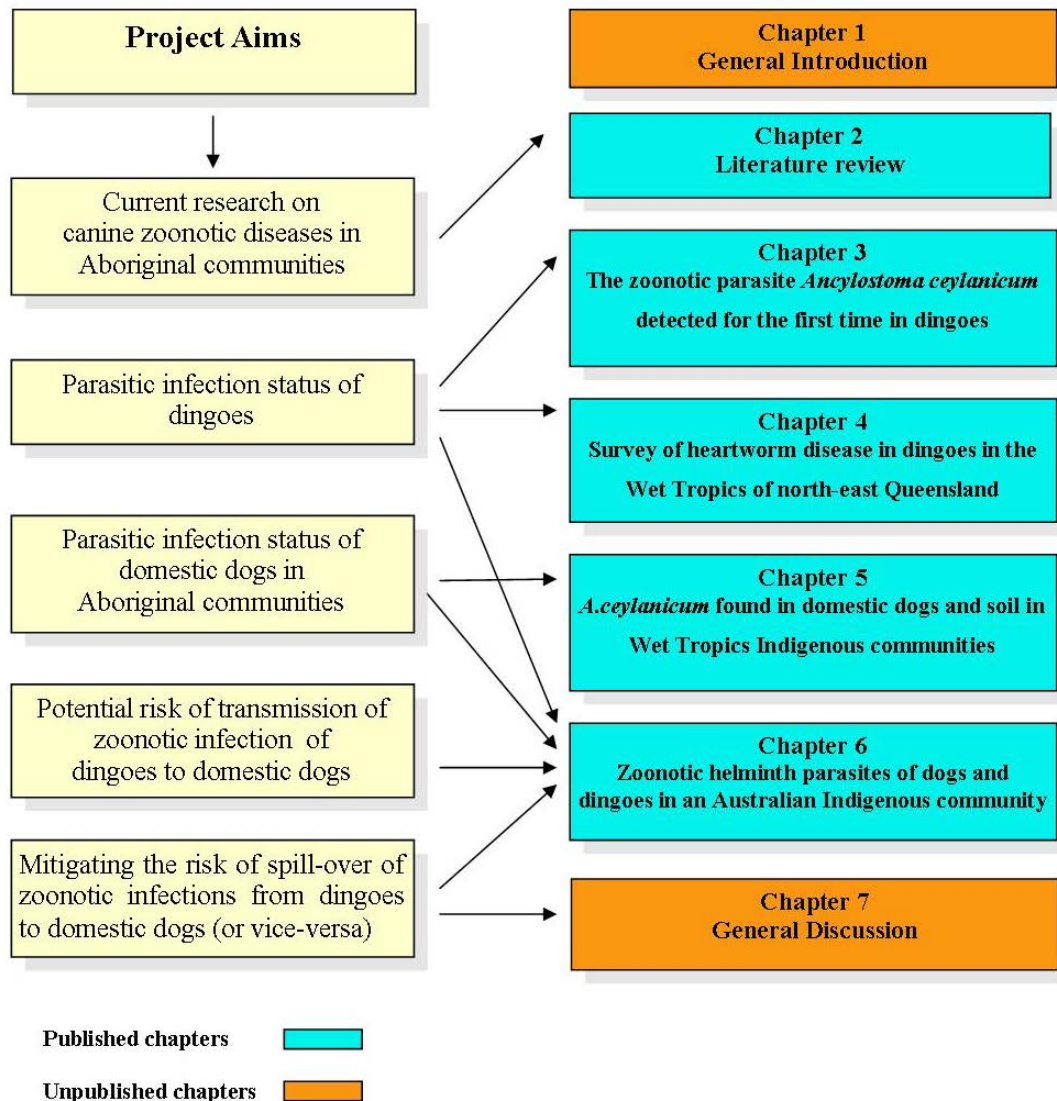 Project Aims
Current research on
canine zoonotic diseases in
Aboriginal communities
Parasitic infection status of
dingoes
Parasitic infection status of
domestic dogs in
Aboriginal communities
Potential risk of transmission of
zoonotic infection of
dingoes to domestic dogs
Mitigating the risk of spill-over of
zoonotic infections from dingoes
to domestic dogs (or vice-versa)
Chapter 1
General Introduction
Chapter 2
Literature review
Chapter 3
The zoonotic parasite Ancylostoma ceylanicum
detected for the first time in dingoes
Chapter 4
Survey of heartworm disease in dingoes in the
Wet Tropics of north-east Queensland
Chapter 5
A.ceylanicum found in domestic dogs and soil in
Wet Tropics Indigenous communities
Chapter 6
Zoonotic helminth parasites of dogs and
dingoes in an Australian Indigenous community
Chapter 7
General Discussion
Published chapters
Unpublished chapters